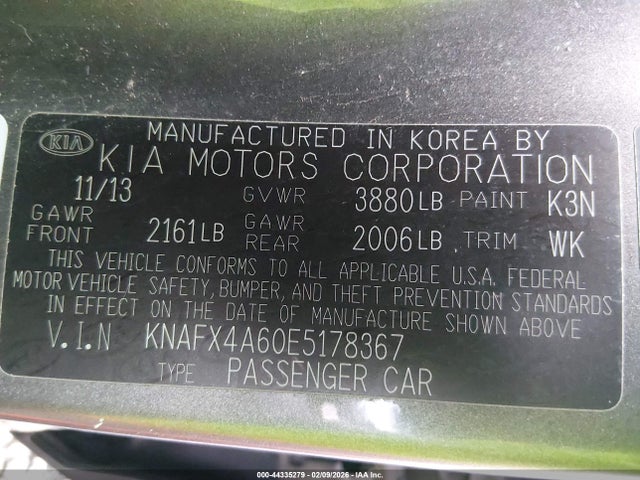 KIA
MANUFACTURED IN KOREA BY
KIA MOTORS CORPORATION
11/13 GVWR 3880LB PAINT K3N
GAWR FRONT 2161LB GAWR REAR 2006LB TRIM WK
THIS VEHICLE CONFORMS TO ALL APPLICABLE U.S.A. FEDERAL
MOTOR VEHICLE SAFETY, BUMPER, AND THEFT PREVENTION STANDARDS
IN EFFECT ON THE DATE OF MANUFACTURE SHOWN ABOVE
V.I.N KNAFX4A60E5178367
TYPE PASSENGER CAR
000-44335279 - 02/09/2026 - IAA Inc.